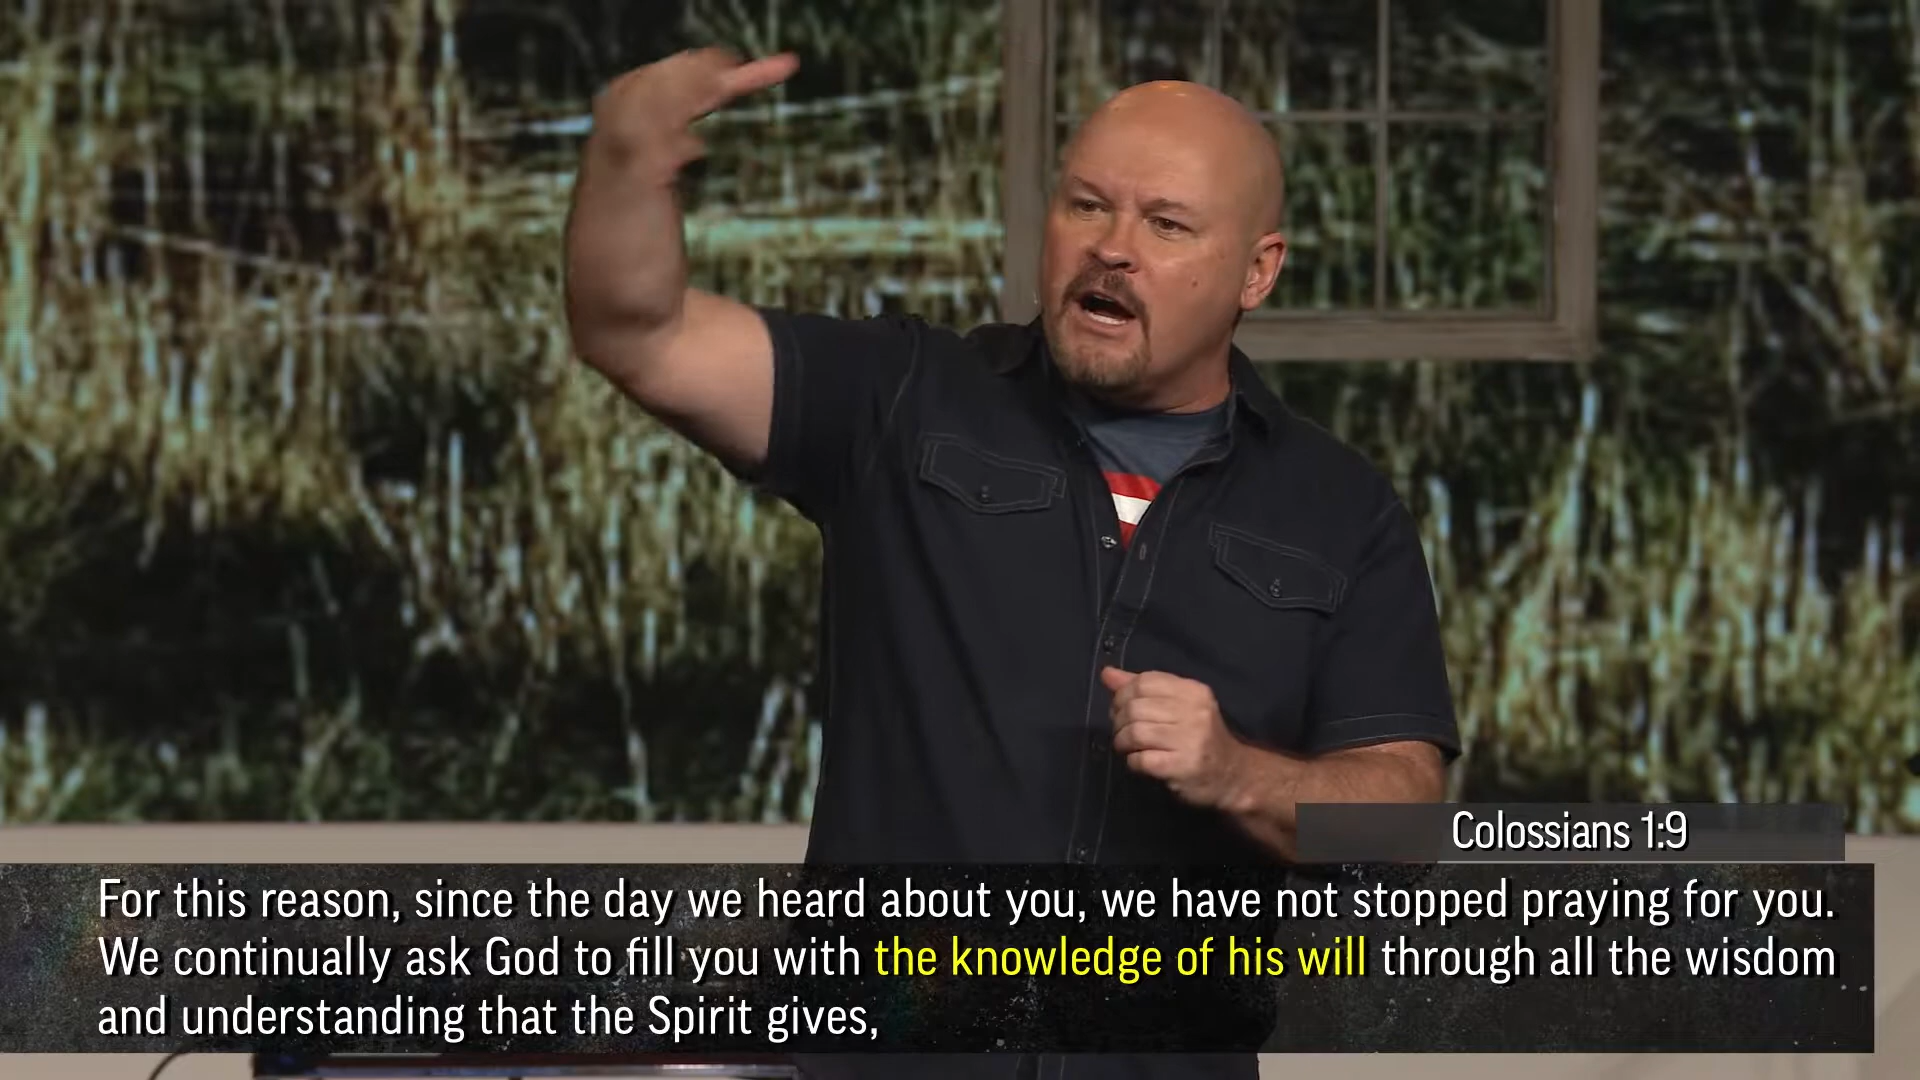 Colossians 1:9
For this reason, since the day we heard about you, we have not stopped praying for you.
We continually ask God to fill you with the knowledge of his will through all the wisdom
and understanding that the Spirit gives,